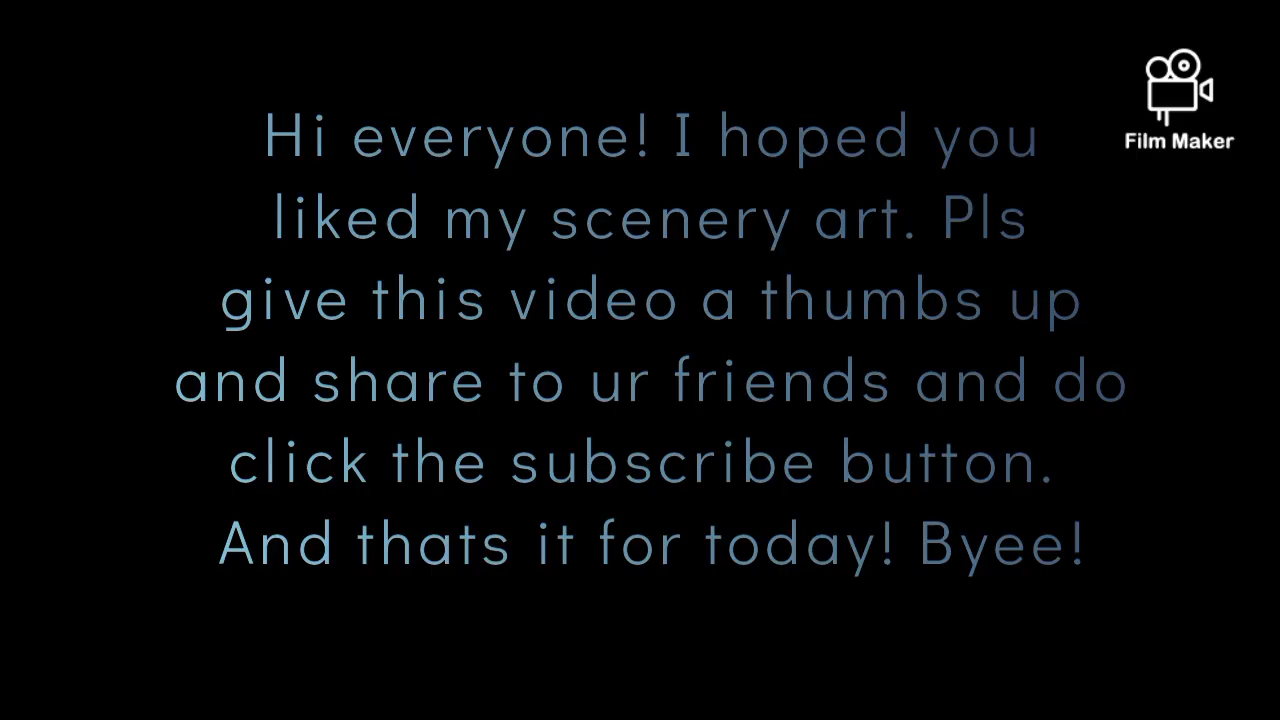 Film Maker
Hi everyone! I hoped you
liked my scenery art. Pls
give this video a thumbs up
and share to ur friends and do
click the subscribe button.
And thats it for today! Byee!